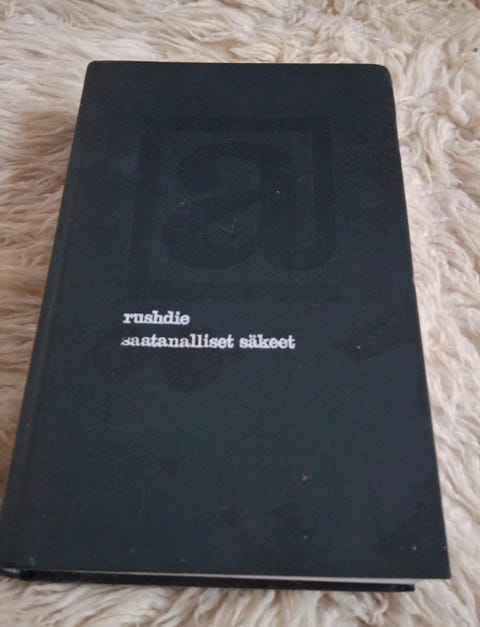 a
rushdie
saatanalliset säkeet